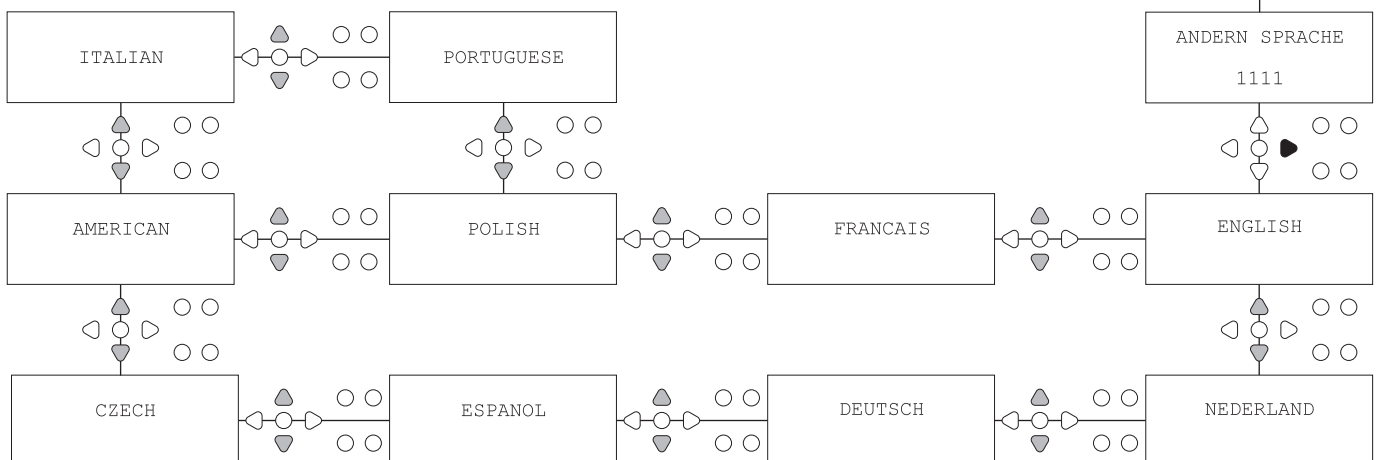 ITALIAN
PORTUGUESE
ANDERN SPRACHE
1111
AMERICAN
POLISH
FRANCAIS
ENGLISH
CZECH
ESPANOL
DEUTSCH
NEDERLAND